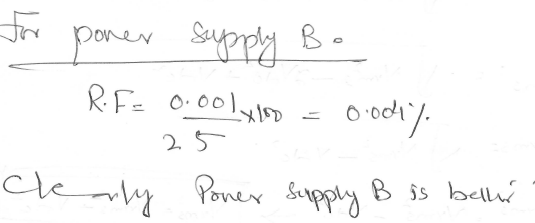 For power supply B.
R.F = 0.001/25 x100 = 0.004%.
Clearly Power supply B is better